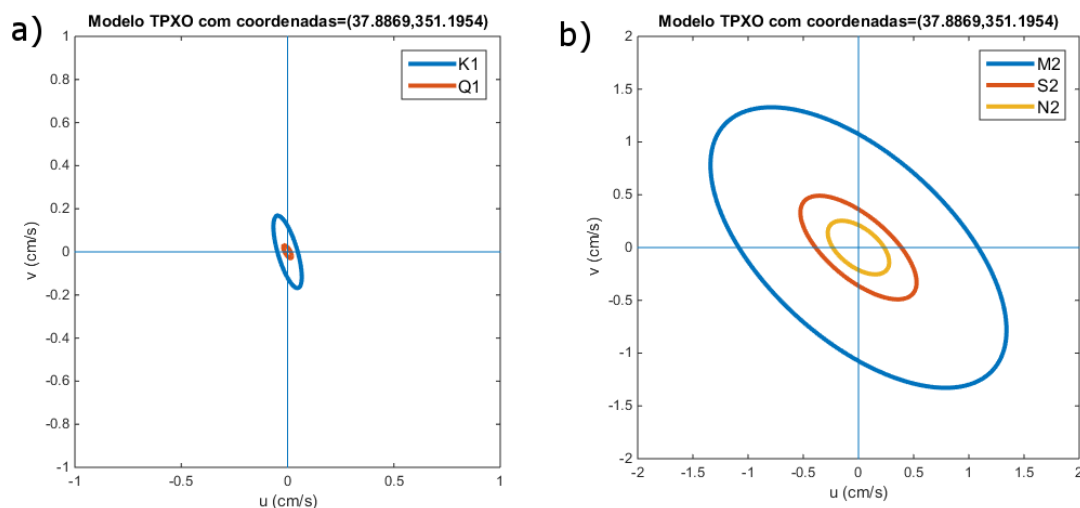 a)
Modelo TPXO com coordenadas=(37.8869,351.1954)
1
0.8
0.6
0.4
0.2
0
-0.2
-0.4
-0.6
-0.8
-1
v (cm/s)
K1
Q1
-1
-0.5
0
0.5
1
u (cm/s)
b)
Modelo TPXO com coordenadas=(37.8869,351.1954)
2
1.5
1
0.5
0
-0.5
-1
-1.5
-2
v (cm/s)
M2
S2
N2
-2
-1.5
-1
-0.5
0
0.5
1
1.5
2
u (cm/s)